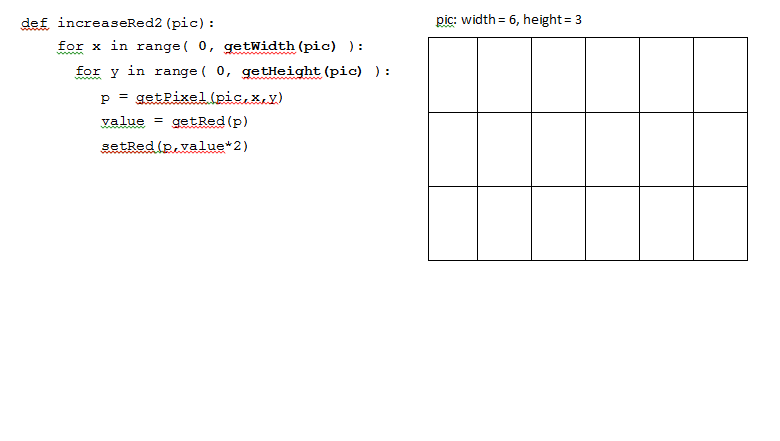 def increaseRed2(pic):
for x in range( 0, getWidth(pic) ):
for y in range( 0, getHeight(pic) ):
p = getPixel(pic,x,y)
value = getRed(p)
setRed(p,value*2)
pic: width = 6, height = 3